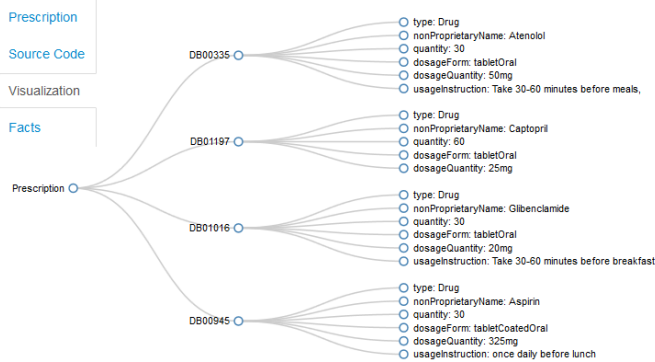 Prescription
Source Code
Visualization
Facts
Prescription
DB00335
type: Drug
nonProprietaryName: Atenolol
quantity: 30
dosageForm: tabletOral
dosageQuantity: 50mg
usageInstruction: Take 30-60 minutes before meals,
DB01197
type: Drug
nonProprietaryName: Captopril
quantity: 60
dosageForm: tabletOral
dosageQuantity: 25mg
DB01016
type: Drug
nonProprietaryName: Glibenclamide
quantity: 30
dosageForm: tabletOral
dosageQuantity: 20mg
usageInstruction: Take 30-60 minutes before breakfast
DB00945
type: Drug
nonProprietaryName: Aspirin
quantity: 30
dosageForm: tabletCoatedOral
dosageQuantity: 325mg
usageInstruction: once daily before lunch